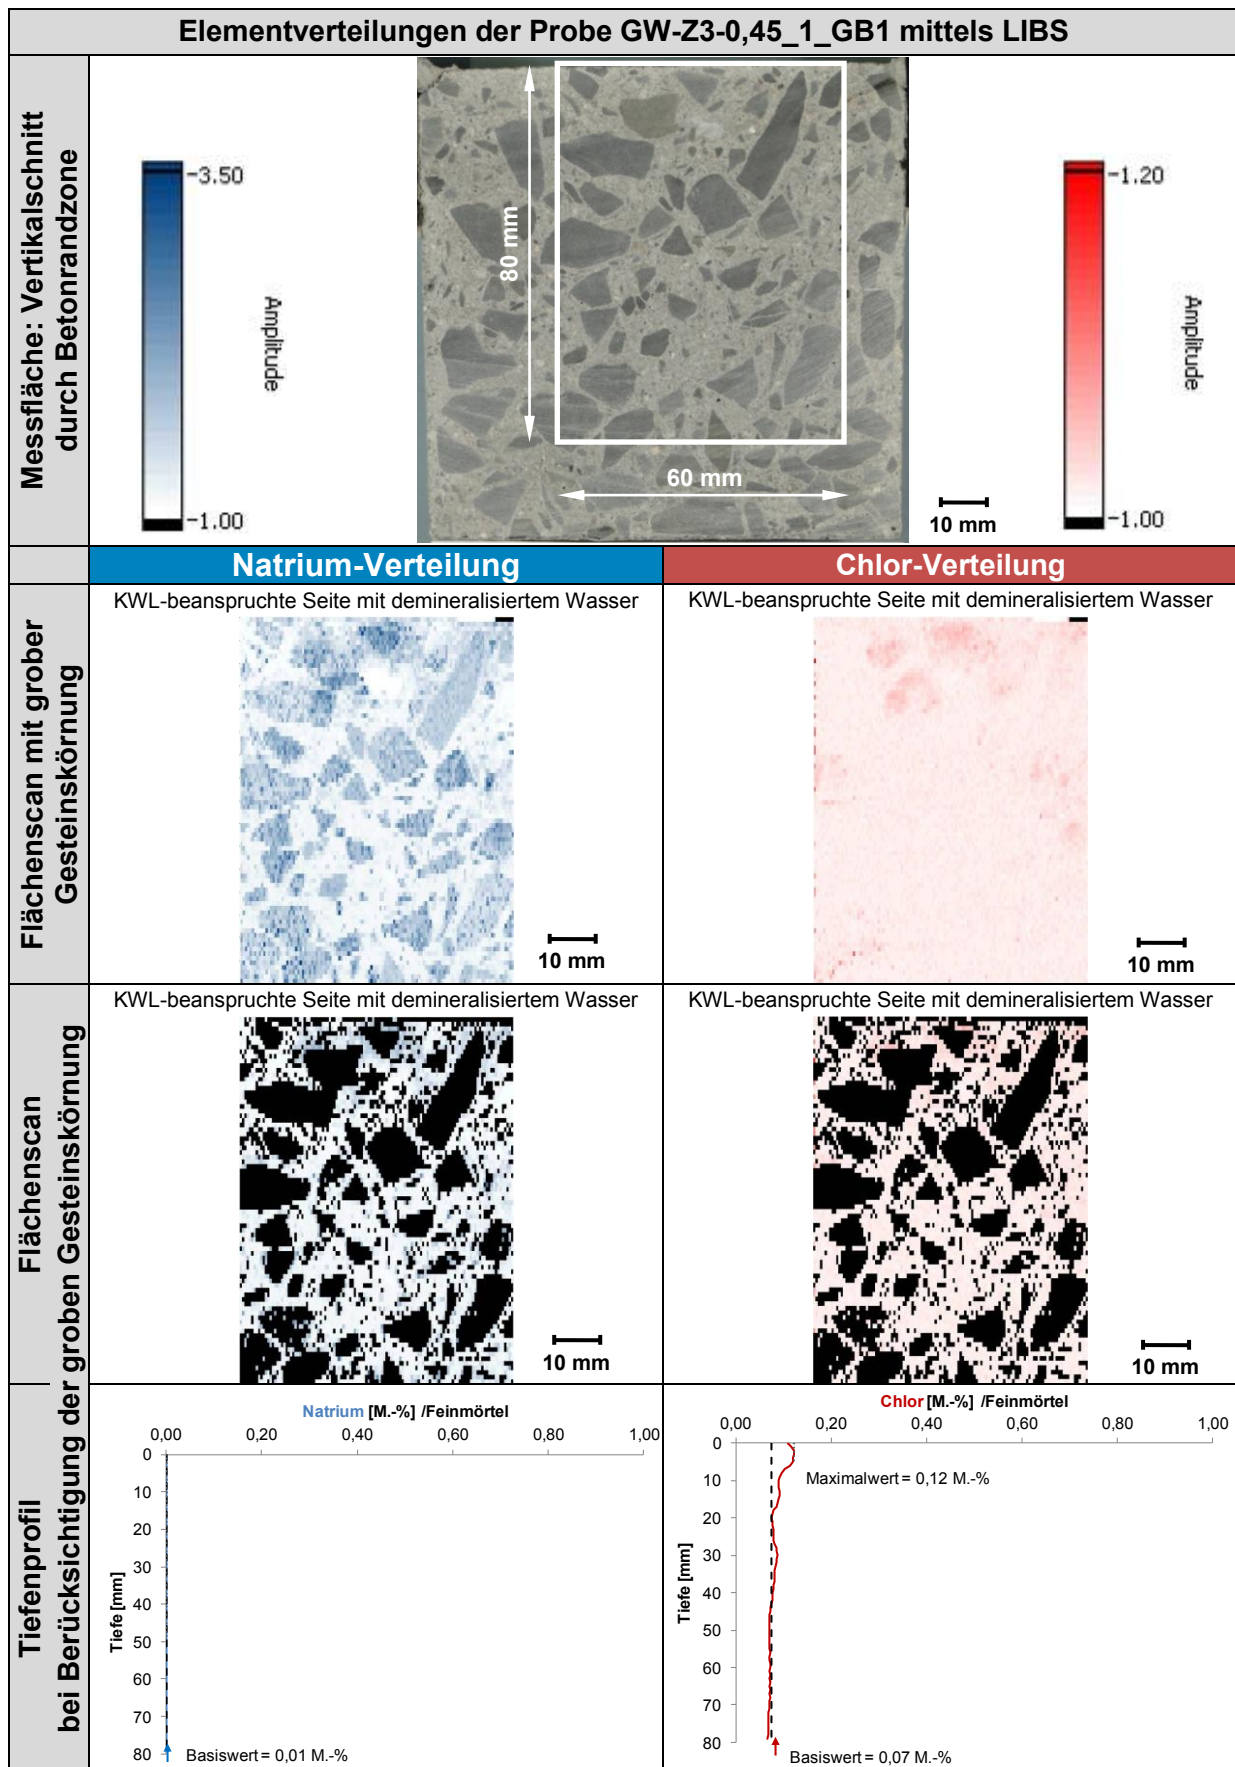 Elementverteilungen der Probe GW-Z3-0,45_1_GB1 mittels LIBS
Messfläche: Vertikalschnitt
durch Betonrandzone
3.50
Amplitude
1.00
80 mm
60 mm
10 mm
1.20
Amplitude
1.00
Natrium-Verteilung
Chlor-Verteilung
Flächenscan mit grober
Gesteinskörnung
KWL-beanspruchte Seite mit demineralisiertem Wasser
10 mm
KWL-beanspruchte Seite mit demineralisiertem Wasser
10 mm
Flächenscan
KWL-beanspruchte Seite mit demineralisiertem Wasser
10 mm
KWL-beanspruchte Seite mit demineralisiertem Wasser
10 mm
Tiefenprofil
bei Berücksichtigung der groben Gesteinskörnung
Natrium [M.-%] /Feinmörtel
0,00 0,20 0,40 0,60 0,80 1,00
Tiefe [mm]
0
10
20
30
40
50
60
70
80
Basiswert = 0,01 M.-%
Chlor [M.-%] /Feinmörtel
0,00 0,20 0,40 0,60 0,80 1,00
Tiefe [mm]
0
10
20
30
40
50
60
70
80
Maximalwert = 0,12 M.-%
Basiswert = 0,07 M.-%